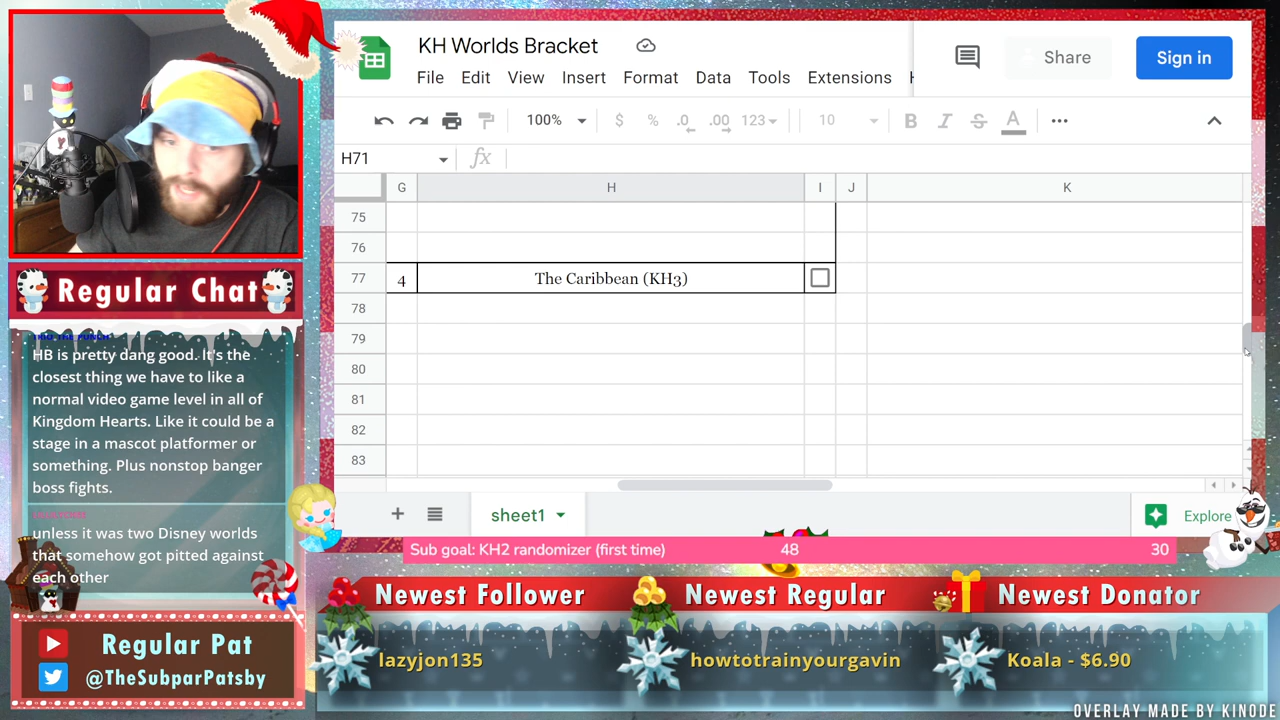 KH Worlds Bracket
File Edit View Insert Format Data Tools Extensions
Share
Sign in
100% $ % .0 .00 123 10 B I S A
H71 fx
G H I J K
75
76
77 4 The Caribbean (KH3)
78
79
80
81
82
83
sheet1
Explore
Regular Chat
HB is pretty dang good. It's the
closest thing we have to like a
normal video game level in all of
Kingdom Hearts. Like it could be a
stage in a mascot platformer or
something. Plus nonstop banger
boss fights.
unless it was two Disney worlds
that somehow got pitted against
each other
Regular Pat
@TheSubparPatsby
Sub goal: KH2 randomizer (first time) 48 30
Newest Follower
lazyjon135
Newest Regular
howtotrainyourgavin
Newest Donator
Koala - $6.90
OVERLAY MADE BY KINODE